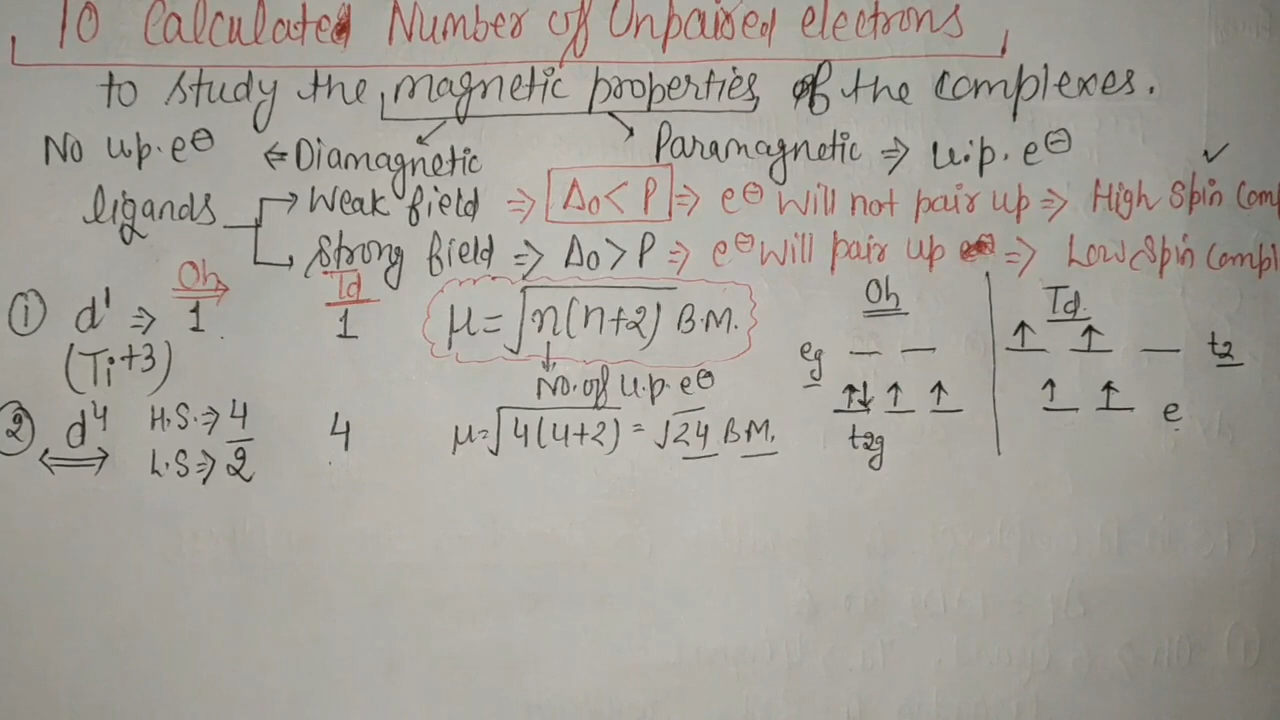 10 Calculated Number of Unpaired electrons
to study the magnetic properties of the complexes.
No u.p. e⊖ ⇐ Diamagnetic Paramagnetic ⇒ u.p. e⊖
ligands → Weak field ⇒ Δo < P ⇒ e⊖ will not pair up ⇒ High Spin Com
→ Strong field ⇒ Δo > P ⇒ e⊖ will pair up ⇒ Low Spin Compl
Oh Td
① d¹ ⇒ 1 1
(Ti+3)
μ = √n(n+2) B.M.
No. of u.p. e⊖
② d⁴ H.S. ⇒ 4 4
L.S ⇒ 2
μ = √4(4+2) = √24 B.M.
Oh Td
eg — — ↑ ↑ — t2
↑↓ ↑ ↑ ↑ ↑ e
t2g